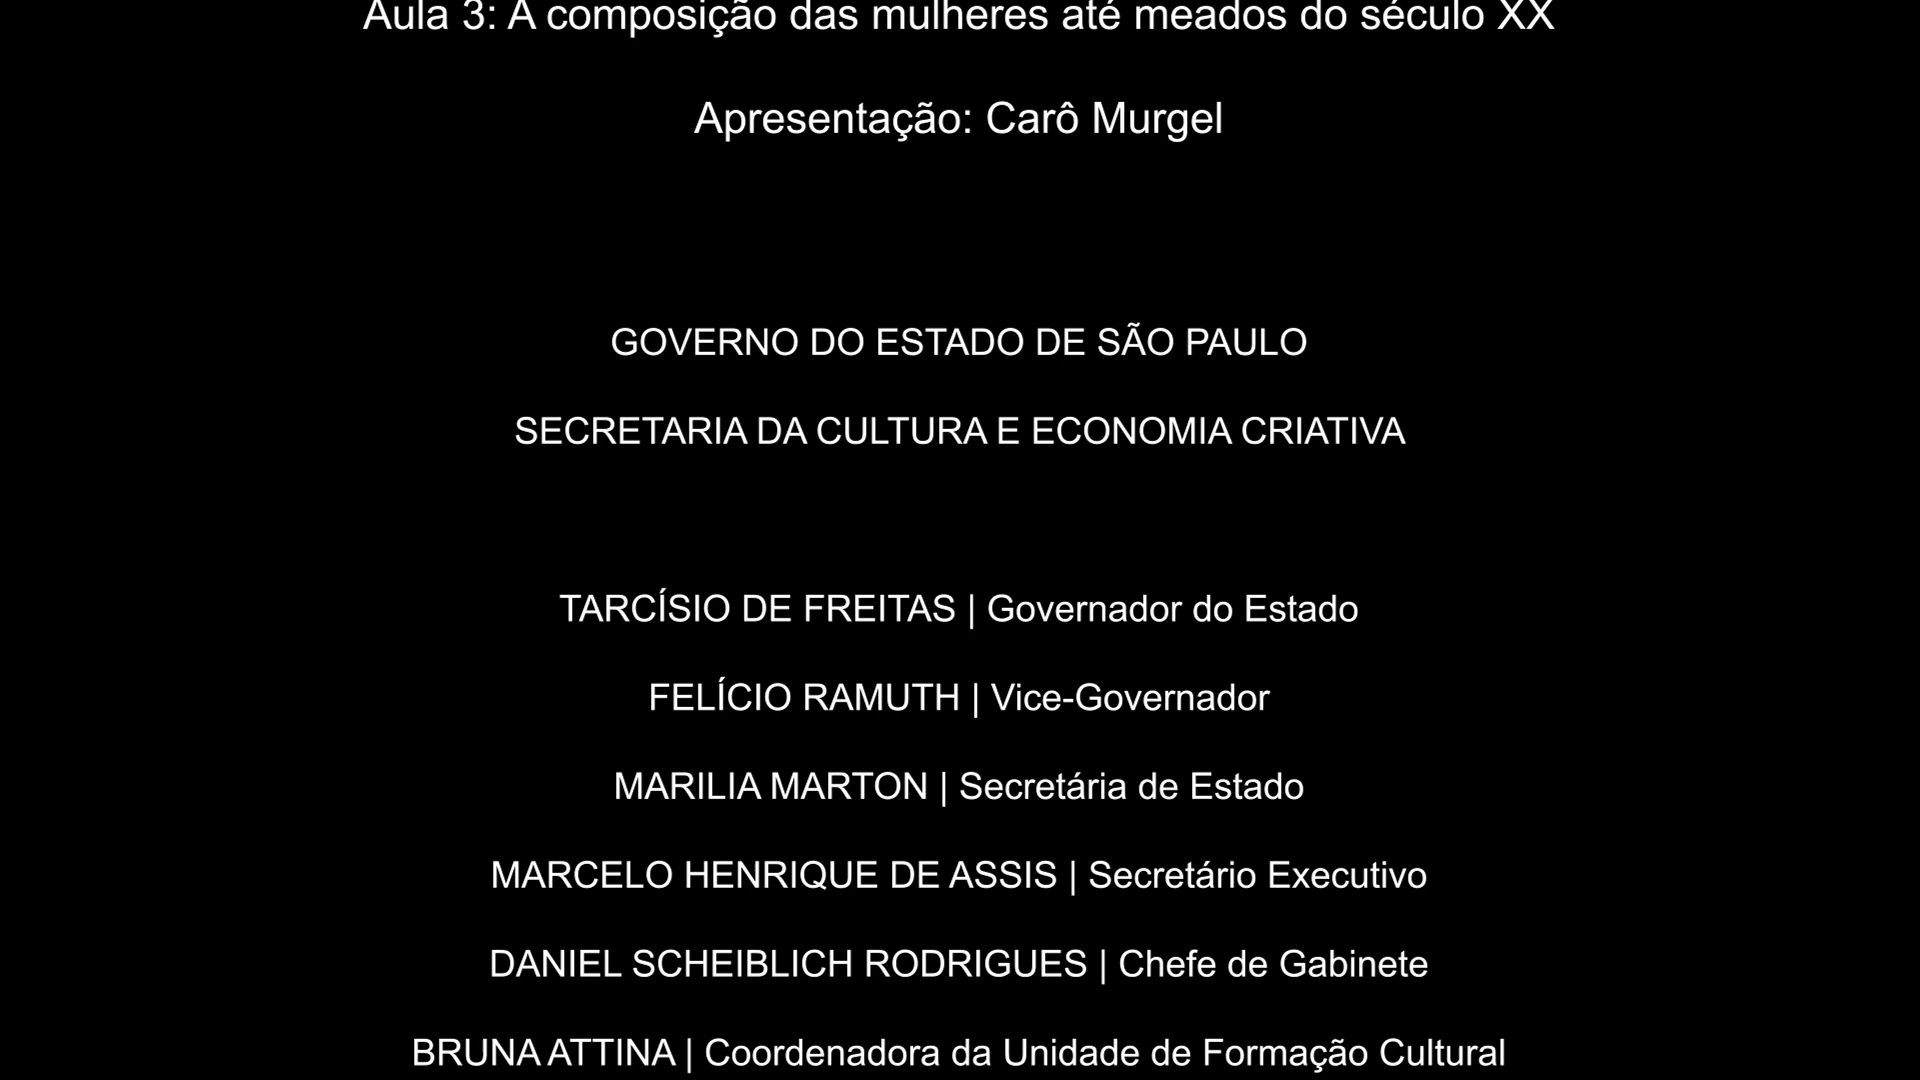 Aula 3: A composição das mulheres até meados do século XX
Apresentação: Carô Murgel
GOVERNO DO ESTADO DE SÃO PAULO
SECRETARIA DA CULTURA E ECONOMIA CRIATIVA
TARCÍSIO DE FREITAS | Governador do Estado
FELÍCIO RAMUTH | Vice-Governador
MARILIA MARTON | Secretária de Estado
MARCELO HENRIQUE DE ASSIS | Secretário Executivo
DANIEL SCHEIBLICH RODRIGUES | Chefe de Gabinete
BRUNA ATTINA | Coordenadora da Unidade de Formação Cultural